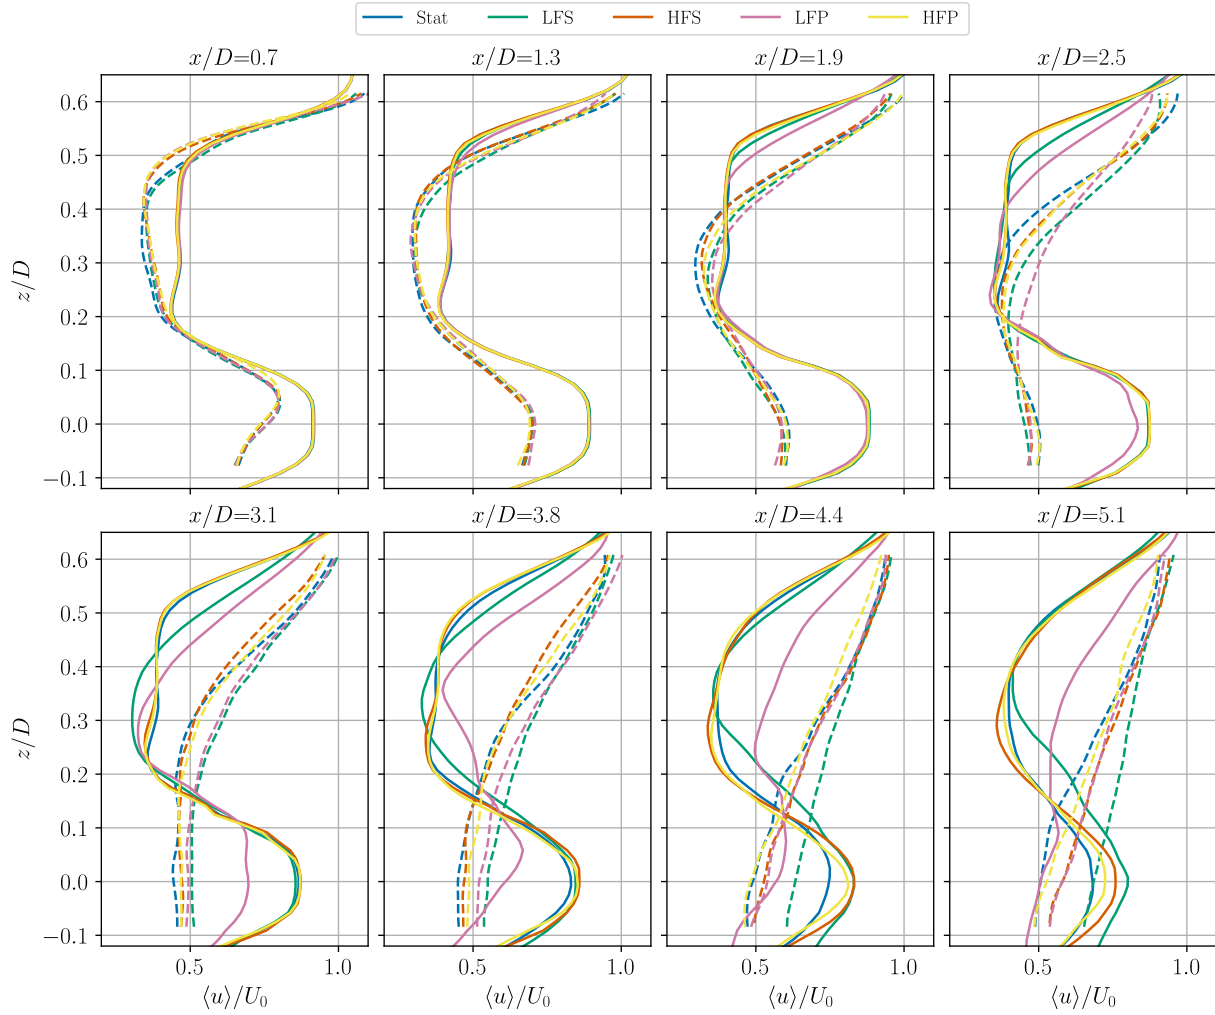 Stat LFS HFS LFP HFP
x/D=0.7 x/D=1.3 x/D=1.9 x/D=2.5
0.6
0.5
0.4
0.3
0.2
0.1
0.0
−0.1
z/D
x/D=3.1 x/D=3.8 x/D=4.4 x/D=5.1
0.6
0.5
0.4
0.3
0.2
0.1
0.0
−0.1
z/D
0.5 1.0 0.5 1.0 0.5 1.0 0.5 1.0
⟨u⟩/U₀ ⟨u⟩/U₀ ⟨u⟩/U₀ ⟨u⟩/U₀